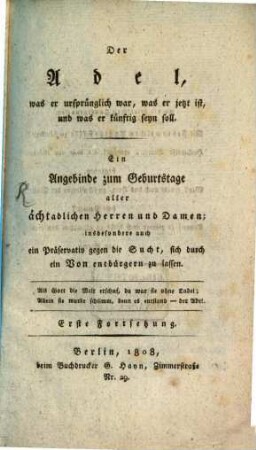 Der
Adel,
was er ursprünglich war, was er jetzt ist,
und was er künftig seyn soll.
Ein
Angebinde zum Geburtstage
aller
ächtadlichen Herren und Damen;
insbesondere auch
ein Präservativ gegen die Sucht, sich durch
ein Von entbürgern zu lassen.
Als Gott die Welt erschuf, da war sie ohne Tadel;
Allein sie wurde schlimm, denn es entstand — der Adel.
Erste Fortsetzung.
Berlin, 1808,
beim Buchdrucker G. Hayn, Zimmerstraße
Nr. 29.